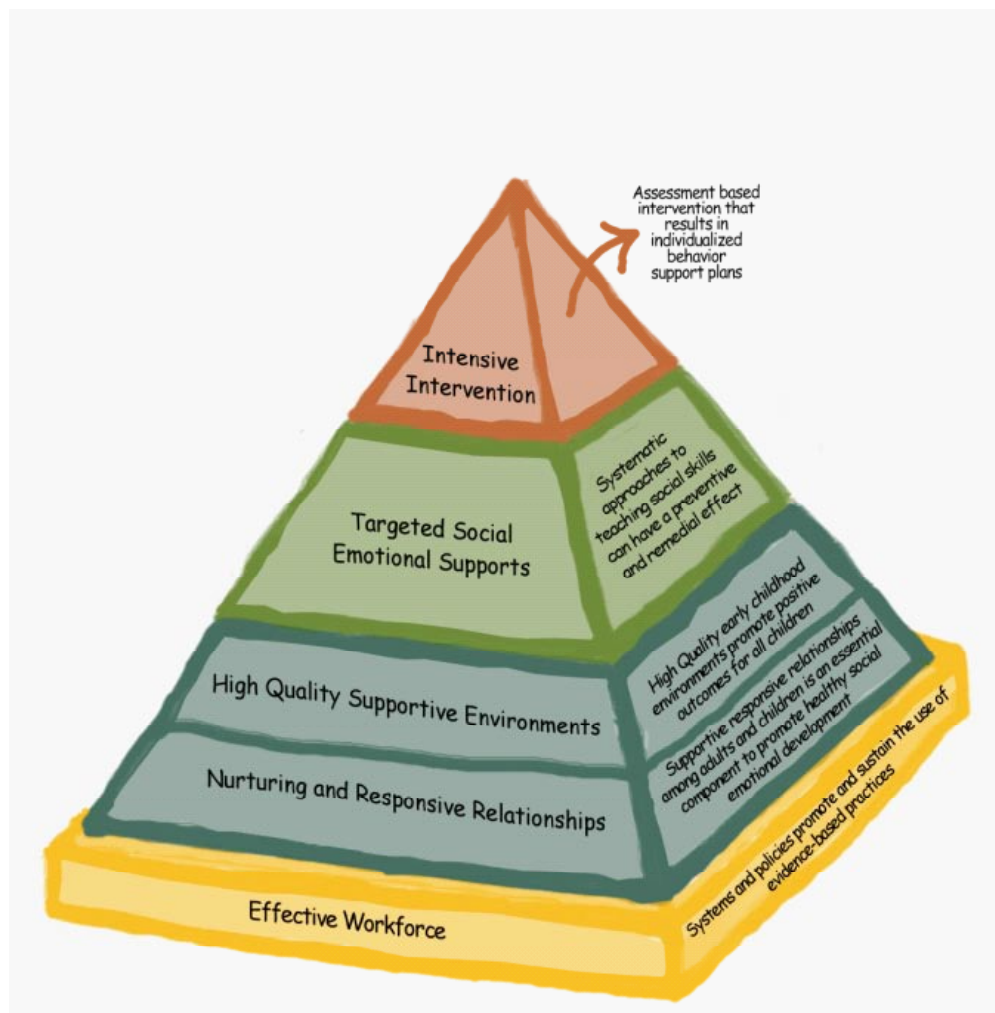 Assessment based
intervention that
results in
individualized
behavior
support plans
Intensive
Intervention
Systematic
approaches to
teaching social skills
can have a preventive
and remedial effect
Targeted Social
Emotional Supports
High Quality early childhood
environments promote positive
outcomes for all children
High Quality Supportive Environments
Supportive responsive relationships
among adults and children is an essential
component to promote healthy social
emotional development
Nurturing and Responsive Relationships
Systems and policies promote and sustain the use of
evidence-based practices
Effective Workforce